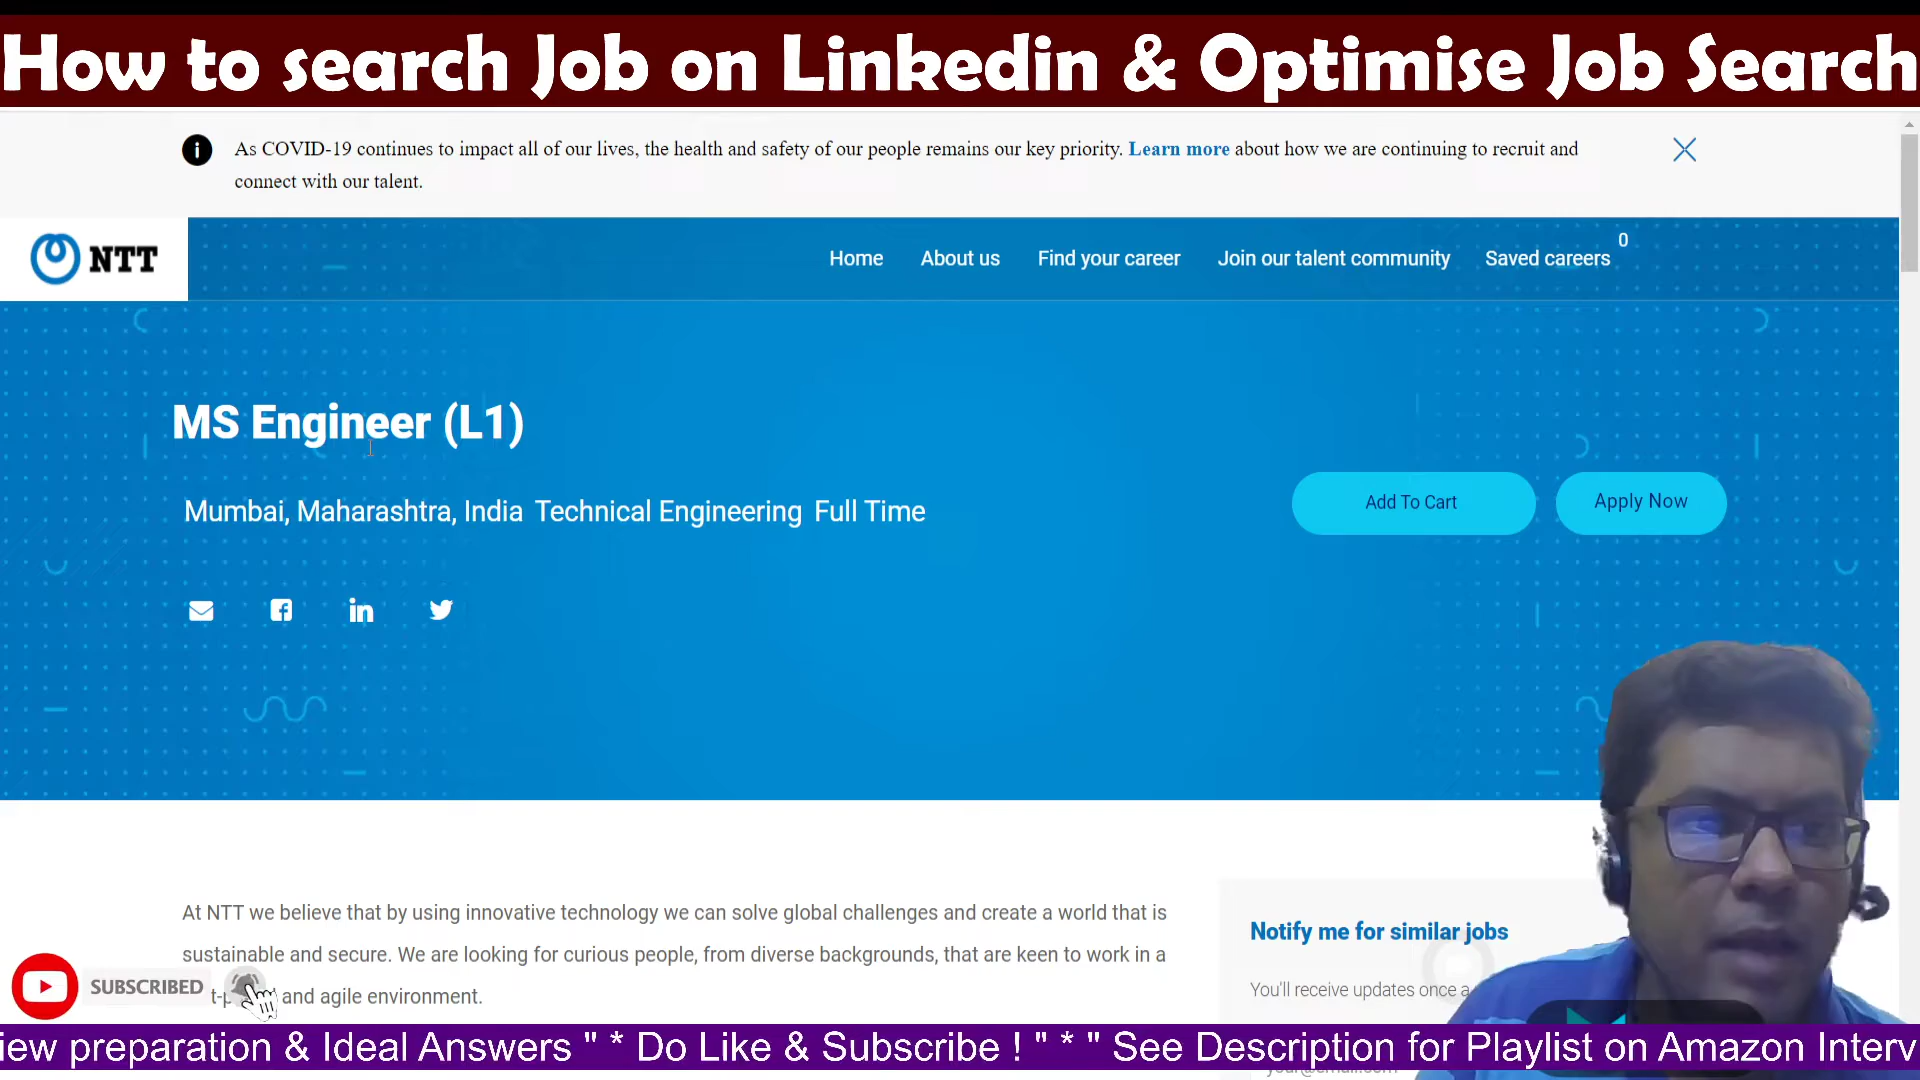 How to search Job on Linkedin & Optimise Job Search
As COVID-19 continues to impact all of our lives, the health and safety of our people remains our key priority. Learn more about how we are continuing to recruit and
connect with our talent.
NTT
Home About us Find your career Join our talent community Saved careers 0
MS Engineer (L1)
Mumbai, Maharashtra, India Technical Engineering Full Time
Add To Cart Apply Now
At NTT we believe that by using innovative technology we can solve global challenges and create a world that is
sustainable and secure. We are looking for curious people, from diverse backgrounds, that are keen to work in a
and agile environment.
Notify me for similar jobs
You'll receive updates once a
SUBSCRIBED
iew preparation & Ideal Answers " * Do Like & Subscribe ! " * " See Description for Playlist on Amazon Interv